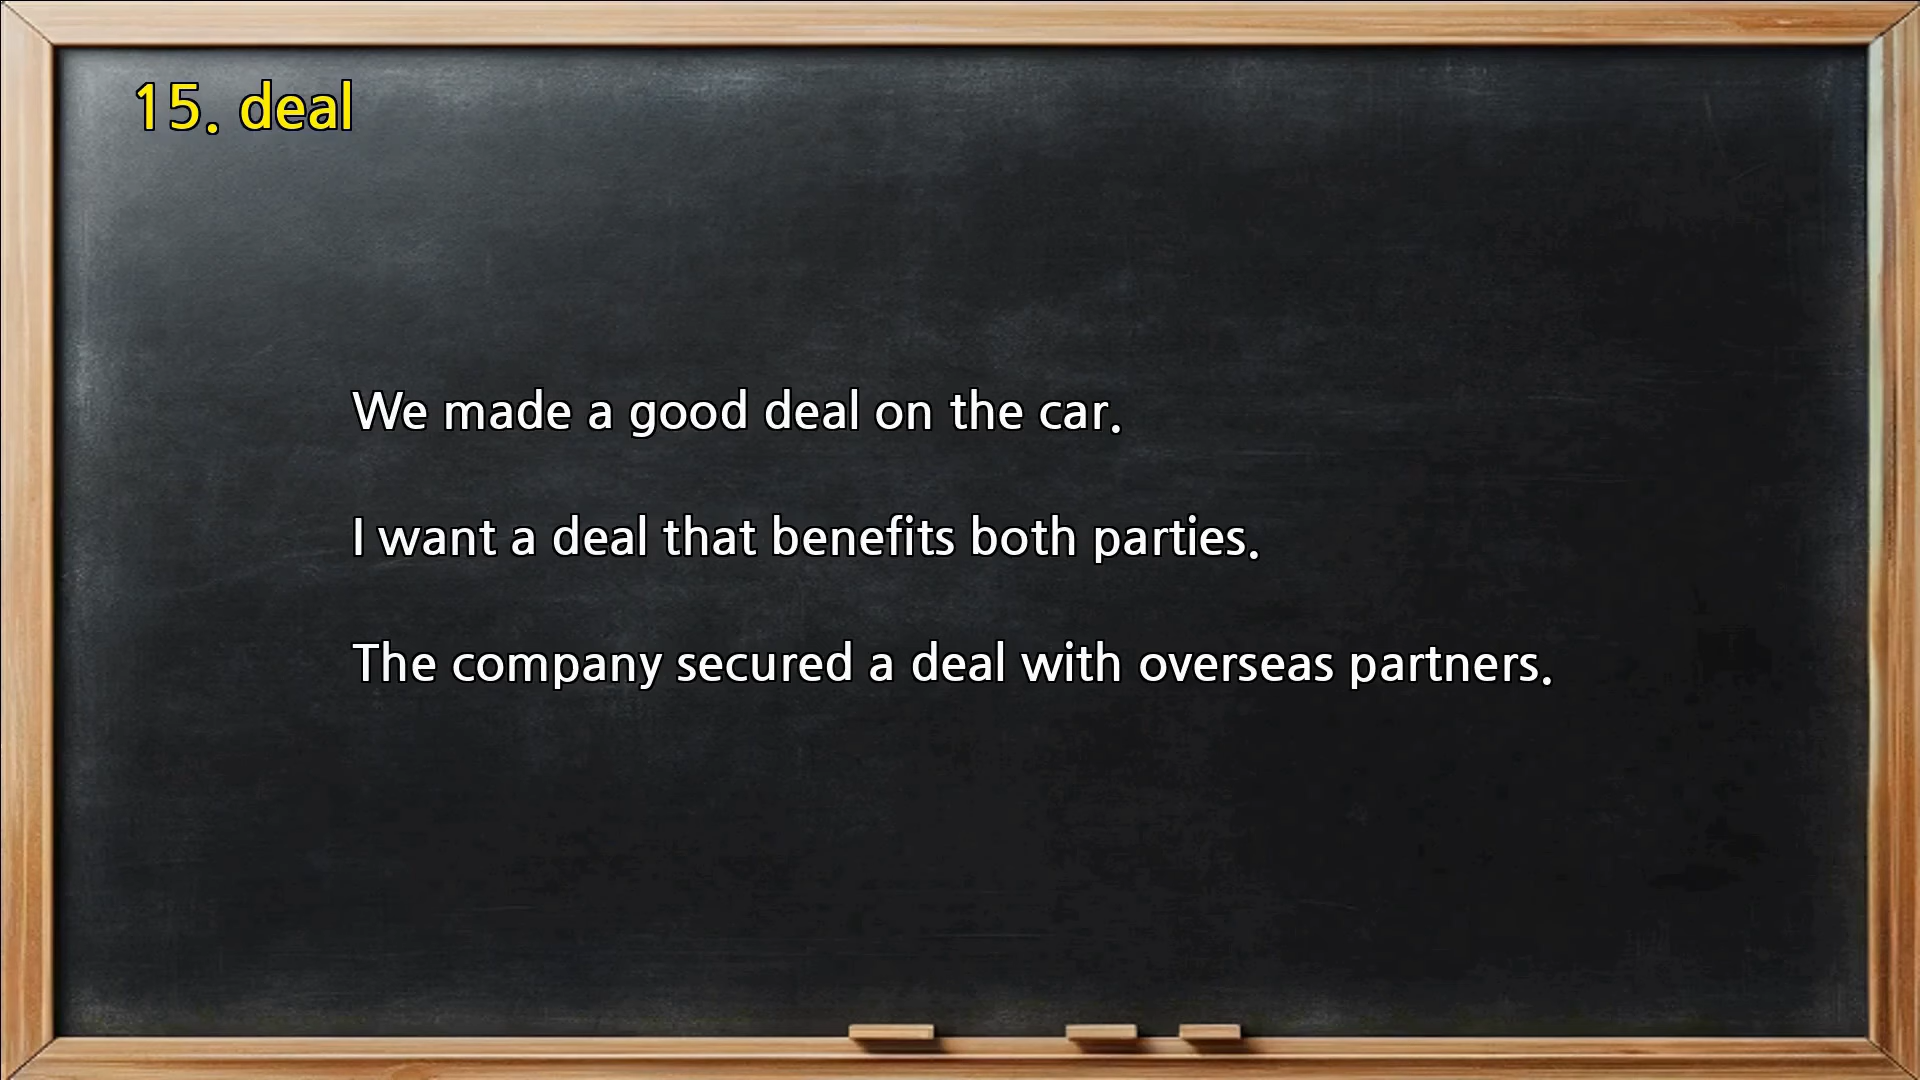 15. deal
We made a good deal on the car.
I want a deal that benefits both parties.
The company secured a deal with overseas partners.